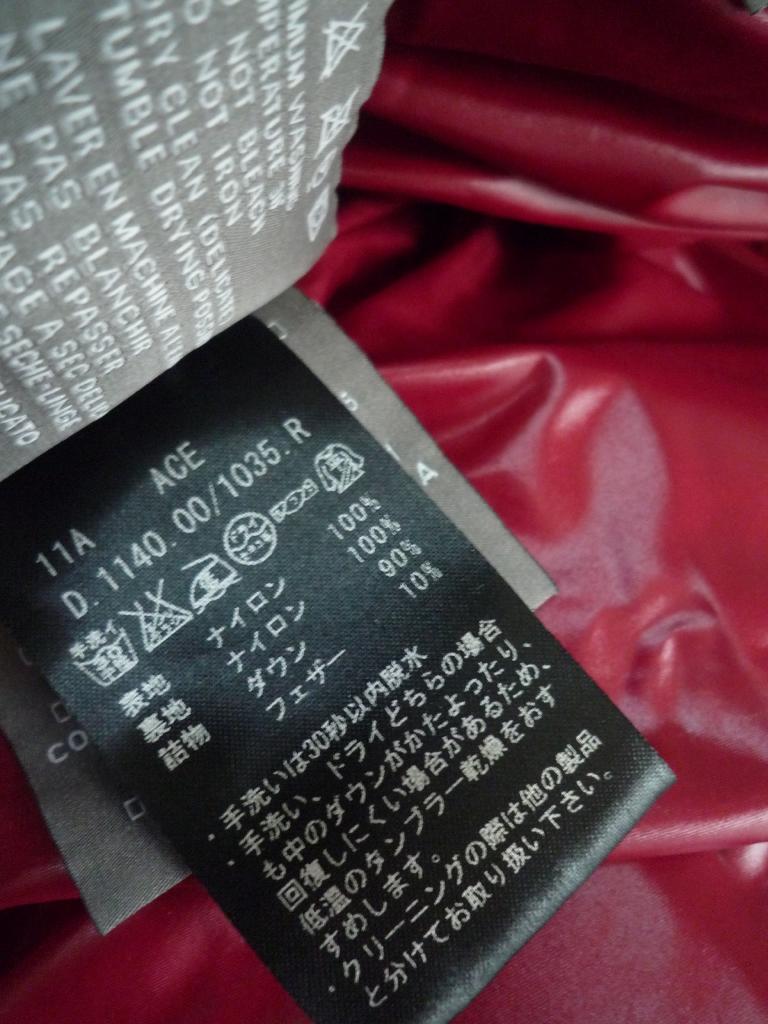 NOT BLEACH
NOT IRON
DRY CLEAN
TUMBLE DRYING
LAVER EN MACHINE
PAS BLANCHIR
PAS REPASSER
A SEC
11A ACE
D.1140.00/1035.R
手洗イ
表地 ナイロン 100%
裏地 ナイロン 100%
詰物 ダウン 90%
フェザー 10%
・手洗いは30秒以内脱水
・手洗い、ドライどちらの場合
も中のダウンがかたよったり、
回復しにくい場合があるため、
低温のタンブラー乾燥をおす
すめします。
・クリーニングの際は他の製品
と分けてお取り扱い下さい。
5
A
CO